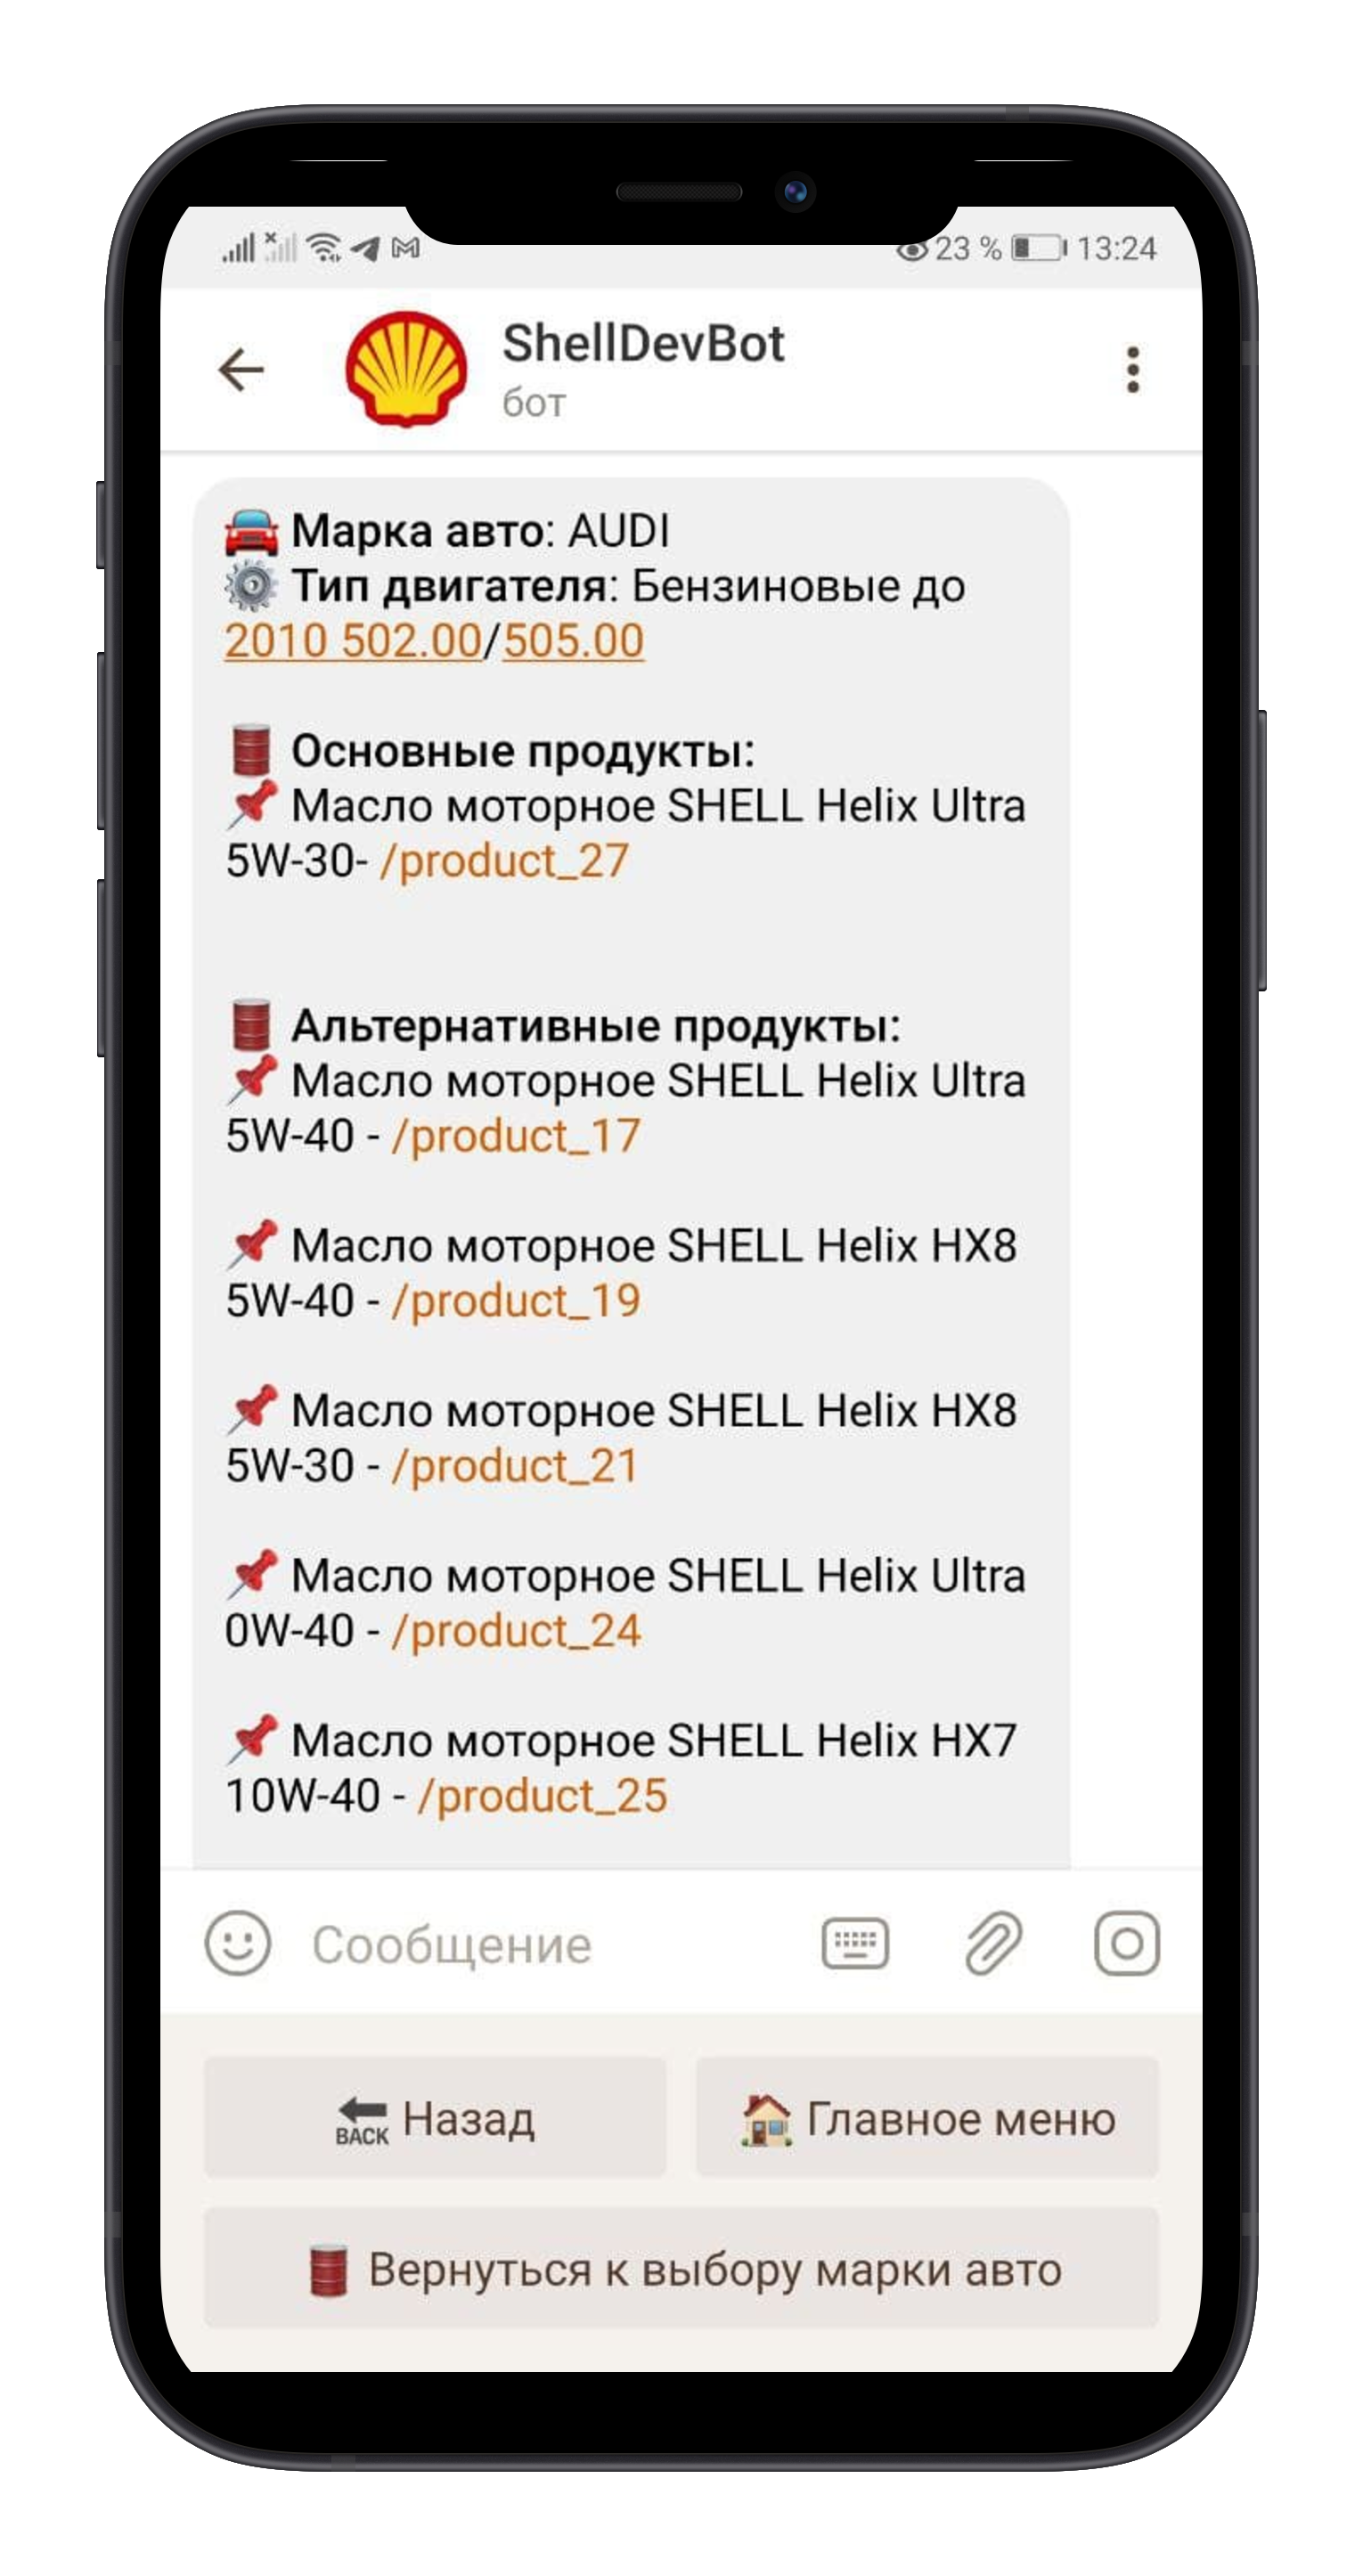 23 % 13:24
ShellDevBot
бот
Марка авто: AUDI
Тип двигателя: Бензиновые до
2010 502.00/505.00
Основные продукты:
Масло моторное SHELL Helix Ultra
5W-30- /product_27
Альтернативные продукты:
Масло моторное SHELL Helix Ultra
5W-40 - /product_17
Масло моторное SHELL Helix HX8
5W-40 - /product_19
Масло моторное SHELL Helix HX8
5W-30 - /product_21
Масло моторное SHELL Helix Ultra
0W-40 - /product_24
Масло моторное SHELL Helix HX7
10W-40 - /product_25
Сообщение
BACK Назад
Главное меню
Вернуться к выбору марки авто